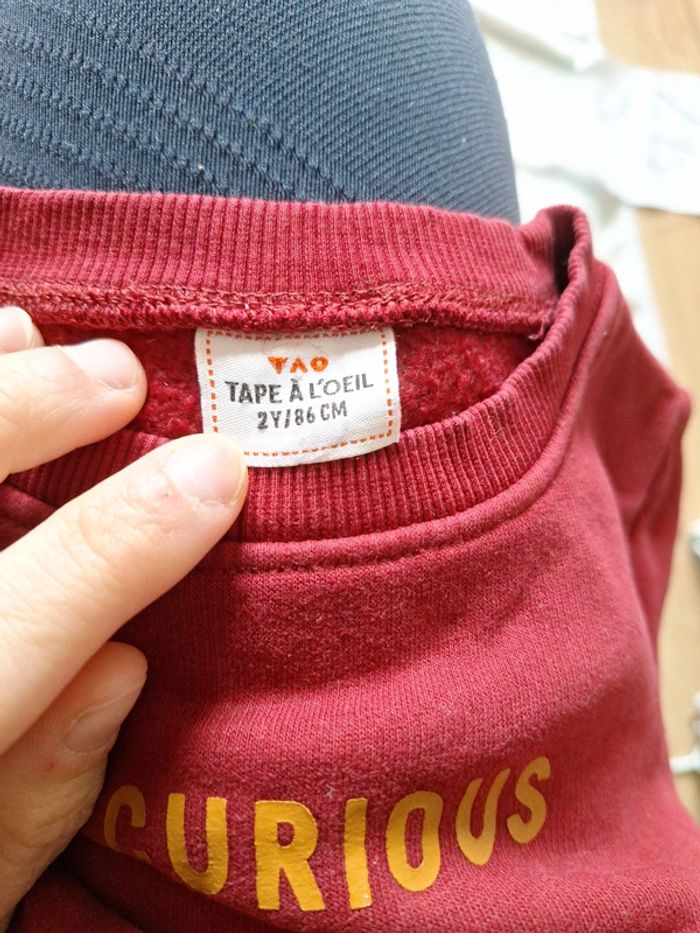 TAO
TAPE À L'OEIL
2Y/86 CM
CURIOUS